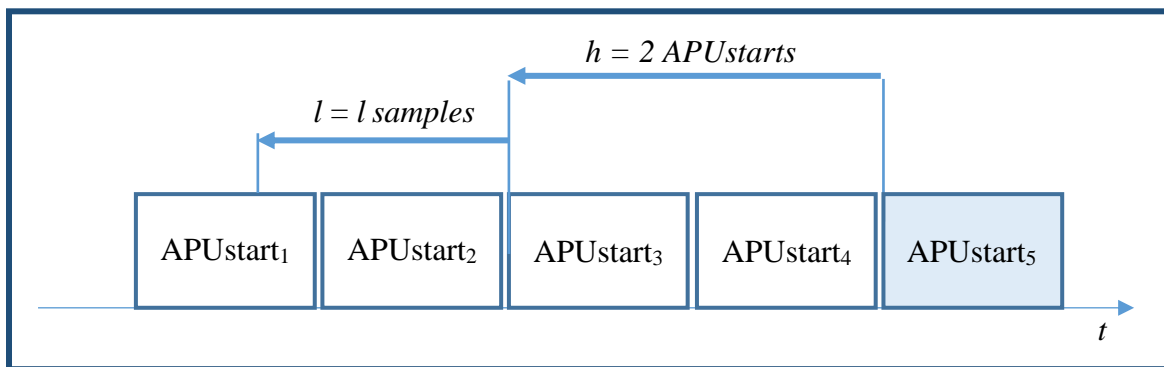 h = 2 APUstarts
l = l samples
APUstart₁ APUstart₂ APUstart₃ APUstart₄ APUstart₅
t